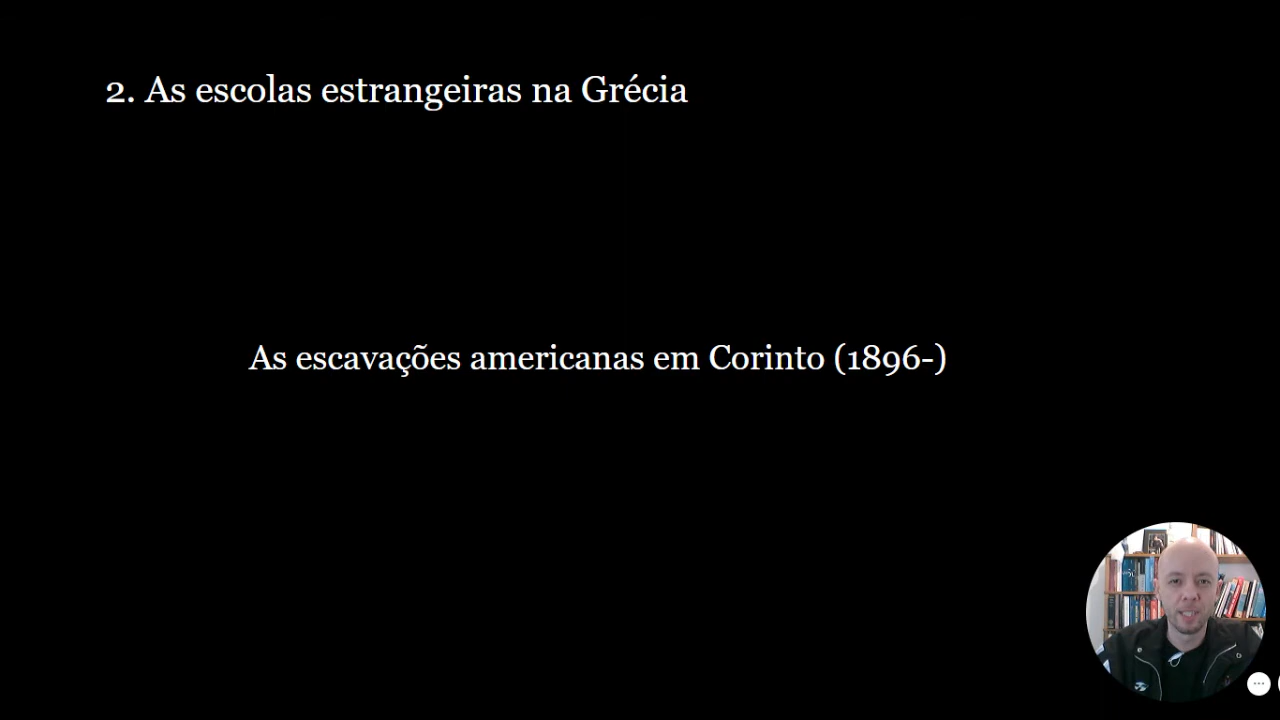 2. As escolas estrangeiras na Grécia
As escavações americanas em Corinto (1896-)